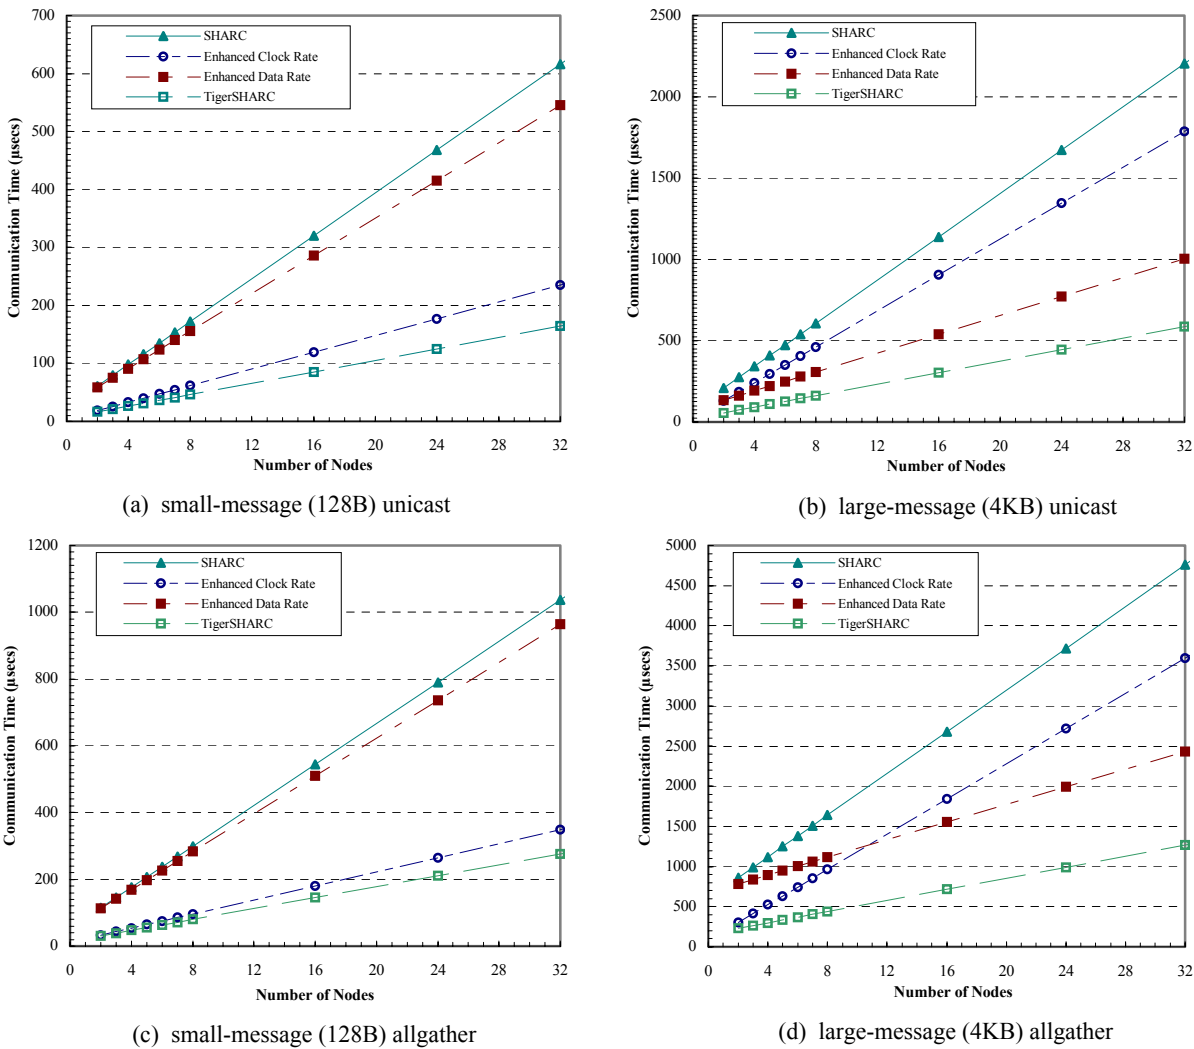 700
600
500
400
300
200
100
0
Communication Time (µsecs)
SHARC
Enhanced Clock Rate
Enhanced Data Rate
TigerSHARC
0 4 8 12 16 20 24 28 32
Number of Nodes
(a) small-message (128B) unicast
2500
2000
1500
1000
500
0
Communication Time (µsecs)
SHARC
Enhanced Clock Rate
Enhanced Data Rate
TigerSHARC
0 4 8 12 16 20 24 28 32
Number of Nodes
(b) large-message (4KB) unicast
1200
1000
800
600
400
200
0
Communication Time (µsecs)
SHARC
Enhanced Clock Rate
Enhanced Data Rate
TigerSHARC
0 4 8 12 16 20 24 28 32
Number of Nodes
(c) small-message (128B) allgather
5000
4500
4000
3500
3000
2500
2000
1500
1000
500
0
Communication Time (µsecs)
SHARC
Enhanced Clock Rate
Enhanced Data Rate
TigerSHARC
0 4 8 12 16 20 24 28 32
Number of Nodes
(d) large-message (4KB) allgather